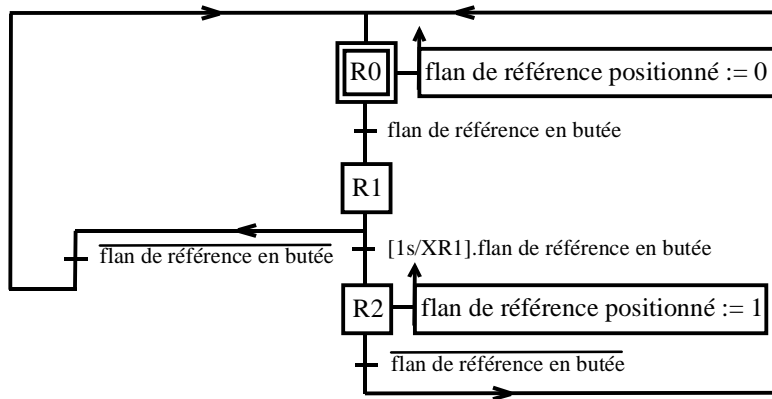 R0
flan de référence positionné := 0
flan de référence en butée
R1
flan de référence en butée
[1s/XR1].flan de référence en butée
R2
flan de référence positionné := 1
flan de référence en butée